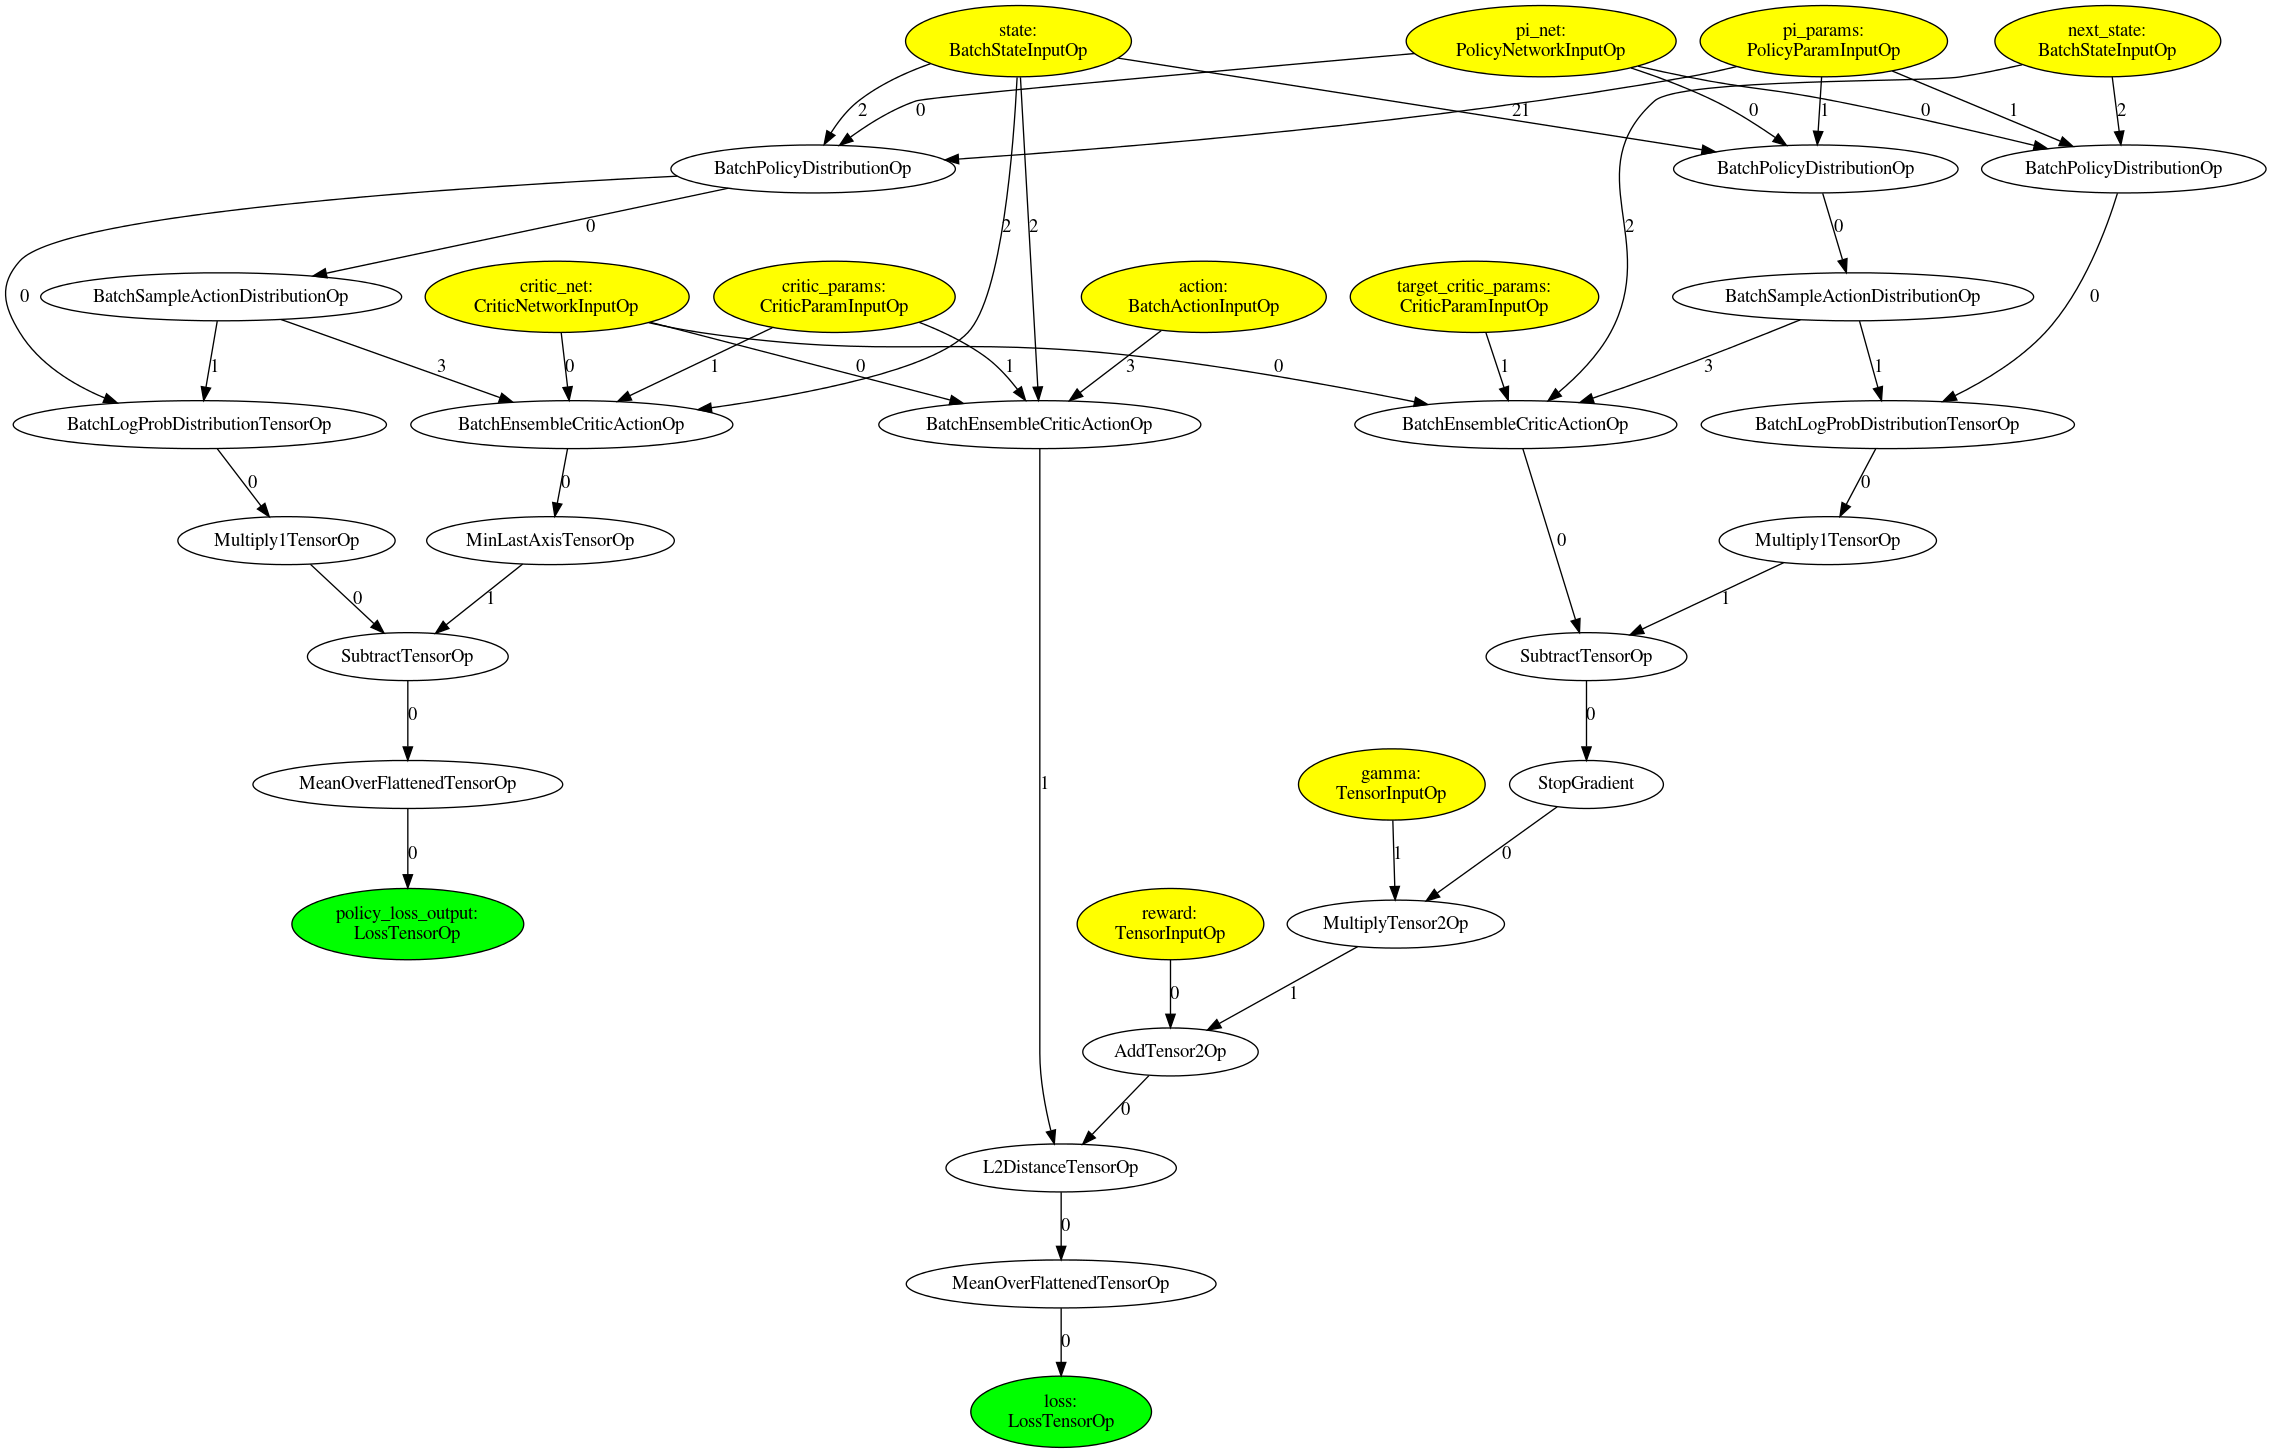 state:
BatchStateInputOp
pi_net:
PolicyNetworkInputOp
pi_params:
PolicyParamInputOp
next_state:
BatchStateInputOp
2
0
21
0
1
0
1
2
BatchPolicyDistributionOp
BatchPolicyDistributionOp
BatchPolicyDistributionOp
0
2
2
2
0
0
BatchSampleActionDistributionOp
critic_net:
CriticNetworkInputOp
critic_params:
CriticParamInputOp
action:
BatchActionInputOp
target_critic_params:
CriticParamInputOp
BatchSampleActionDistributionOp
0
1
3
0
1
0
1
3
0
1
3
1
BatchLogProbDistributionTensorOp
BatchEnsembleCriticActionOp
BatchEnsembleCriticActionOp
BatchEnsembleCriticActionOp
BatchLogProbDistributionTensorOp
0
0
0
Multiply1TensorOp
MinLastAxisTensorOp
0
Multiply1TensorOp
0
1
1
SubtractTensorOp
SubtractTensorOp
0
0
MeanOverFlattenedTensorOp
1
gamma:
TensorInputOp
StopGradient
0
1
0
policy_loss_output:
LossTensorOp
reward:
TensorInputOp
MultiplyTensor2Op
0
1
AddTensor2Op
0
L2DistanceTensorOp
0
MeanOverFlattenedTensorOp
0
loss:
LossTensorOp